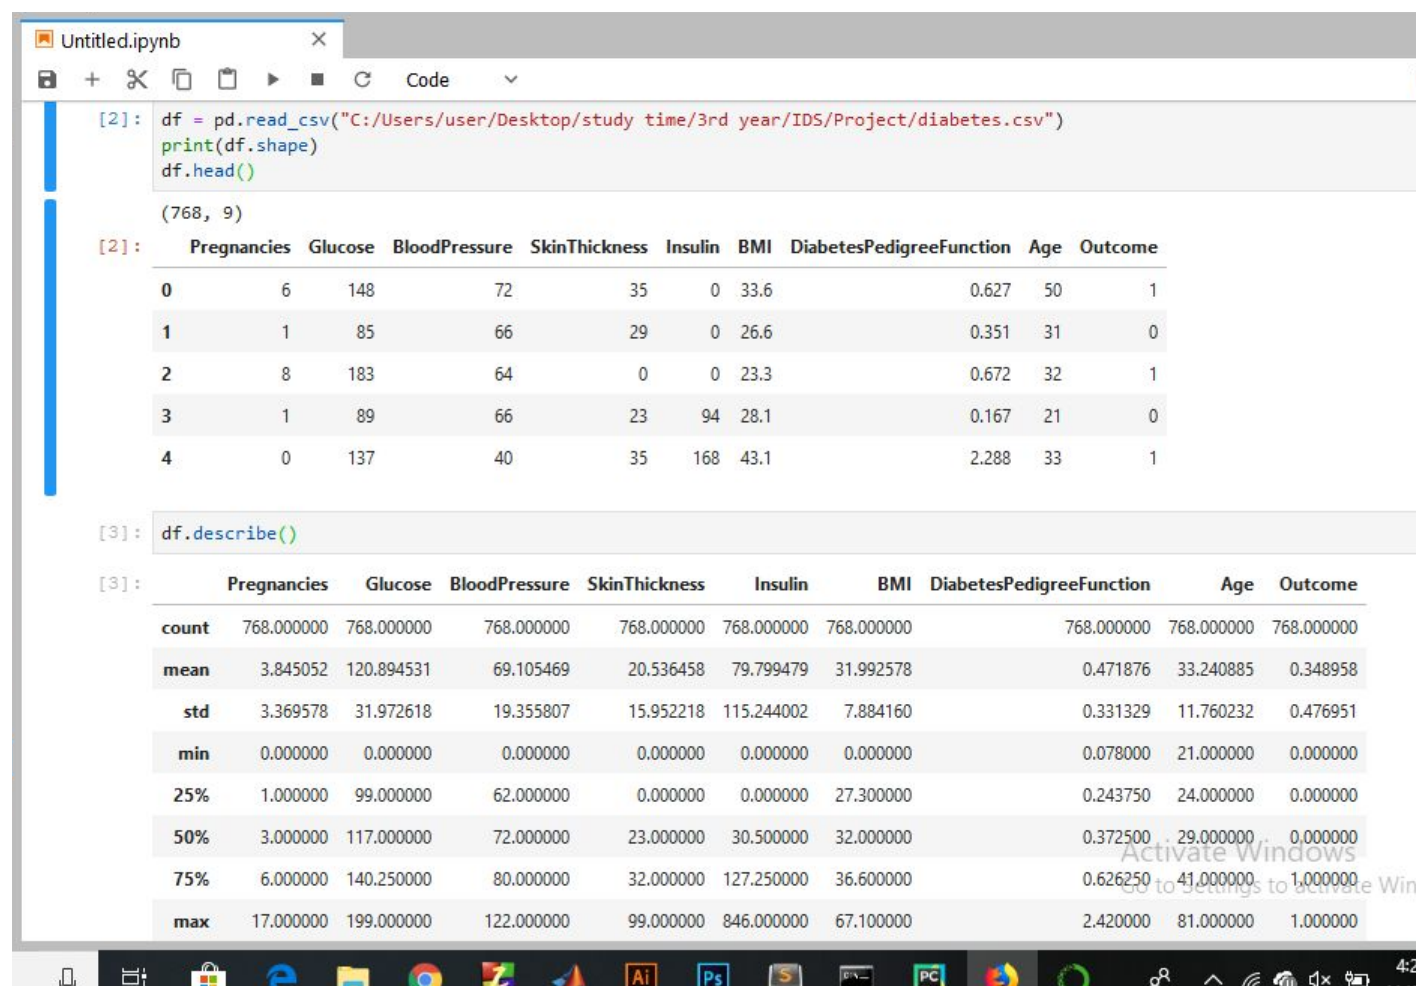 Untitled.ipynb
Code
[2]: df = pd.read_csv("C:/Users/user/Desktop/study time/3rd year/IDS/Project/diabetes.csv")
print(df.shape)
df.head()
(768, 9)
[2]: Pregnancies Glucose BloodPressure SkinThickness Insulin BMI DiabetesPedigreeFunction Age Outcome
0 6 148 72 35 0 33.6 0.627 50 1
1 1 85 66 29 0 26.6 0.351 31 0
2 8 183 64 0 0 23.3 0.672 32 1
3 1 89 66 23 94 28.1 0.167 21 0
4 0 137 40 35 168 43.1 2.288 33 1
[3]: df.describe()
[3]: Pregnancies Glucose BloodPressure SkinThickness Insulin BMI DiabetesPedigreeFunction Age Outcome
count 768.000000 768.000000 768.000000 768.000000 768.000000 768.000000 768.000000 768.000000 768.000000
mean 3.845052 120.894531 69.105469 20.536458 79.799479 31.992578 0.471876 33.240885 0.348958
std 3.369578 31.972618 19.355807 15.952218 115.244002 7.884160 0.331329 11.760232 0.476951
min 0.000000 0.000000 0.000000 0.000000 0.000000 0.000000 0.078000 21.000000 0.000000
25% 1.000000 99.000000 62.000000 0.000000 0.000000 27.300000 0.243750 24.000000 0.000000
50% 3.000000 117.000000 72.000000 23.000000 30.500000 32.000000 0.372500 29.000000 0.000000
Activate Windows
75% 6.000000 140.250000 80.000000 32.000000 127.250000 36.600000 0.626250 41.000000 1.000000
Go to Settings to activate Win
max 17.000000 199.000000 122.000000 99.000000 846.000000 67.100000 2.420000 81.000000 1.000000
Ai Ps S PC 4:2